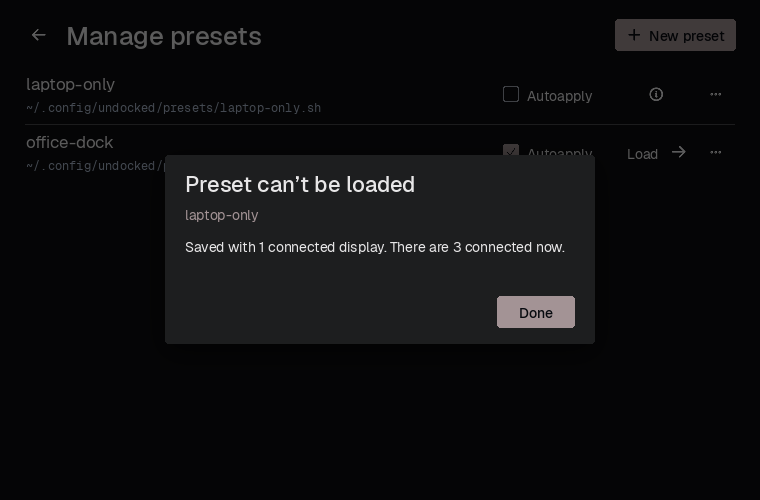 Manage presets
New preset
laptop-only
~/.config/undocked/presets/laptop-only.sh
Autoapply
office-dock
~/.config/undocked/p
Autoapply
Load
Preset can’t be loaded
laptop-only
Saved with 1 connected display. There are 3 connected now.
Done